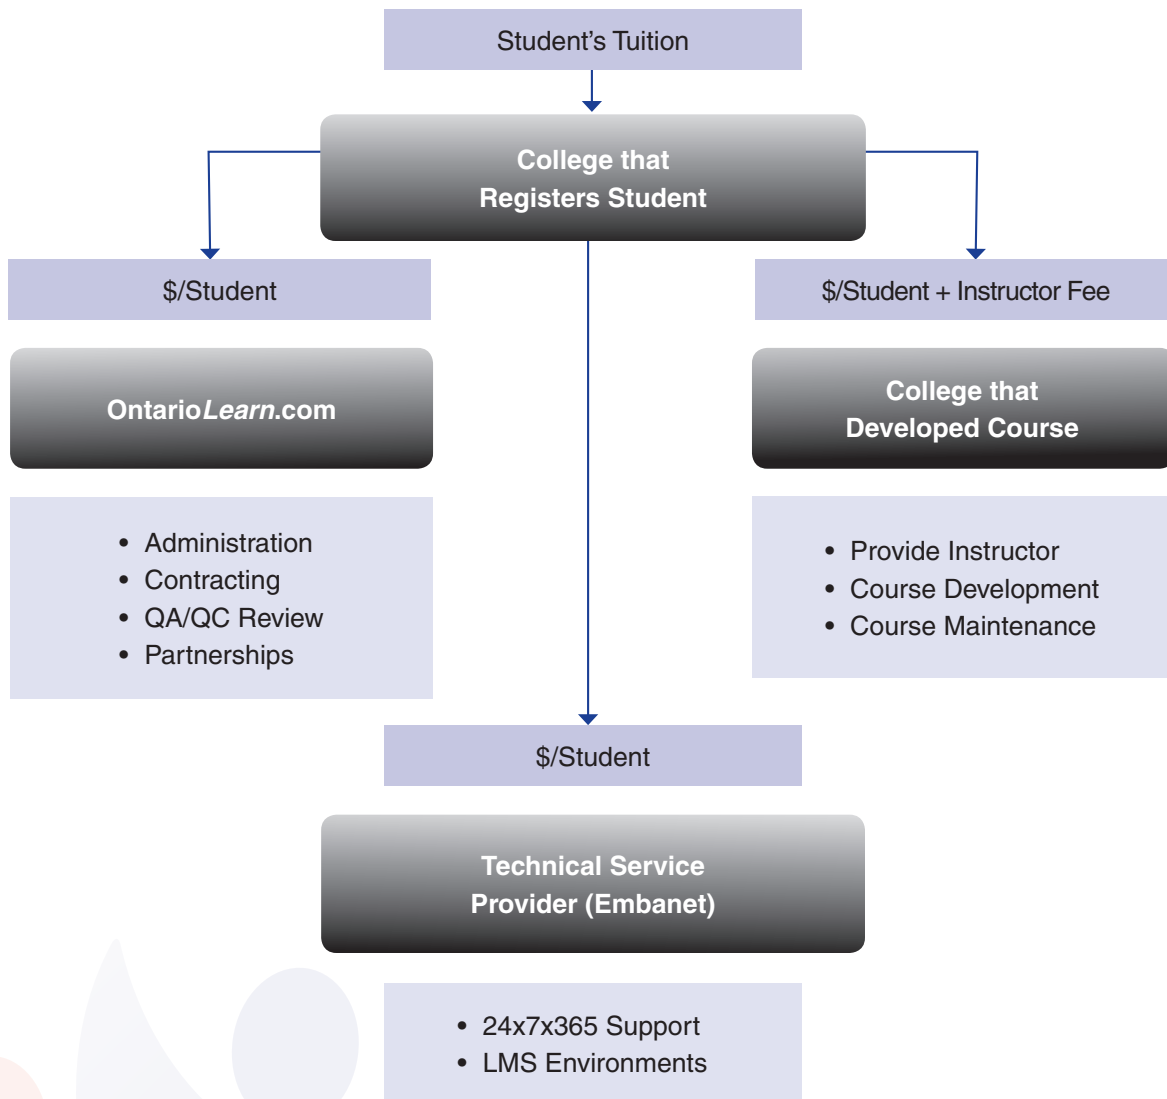 Student’s Tuition
College that
Registers Student
$/Student
$/Student + Instructor Fee
OntarioLearn.com
College that
Developed Course
• Administration
• Contracting
• QA/QC Review
• Partnerships
• Provide Instructor
• Course Development
• Course Maintenance
$/Student
Technical Service
Provider (Embanet)
• 24x7x365 Support
• LMS Environments